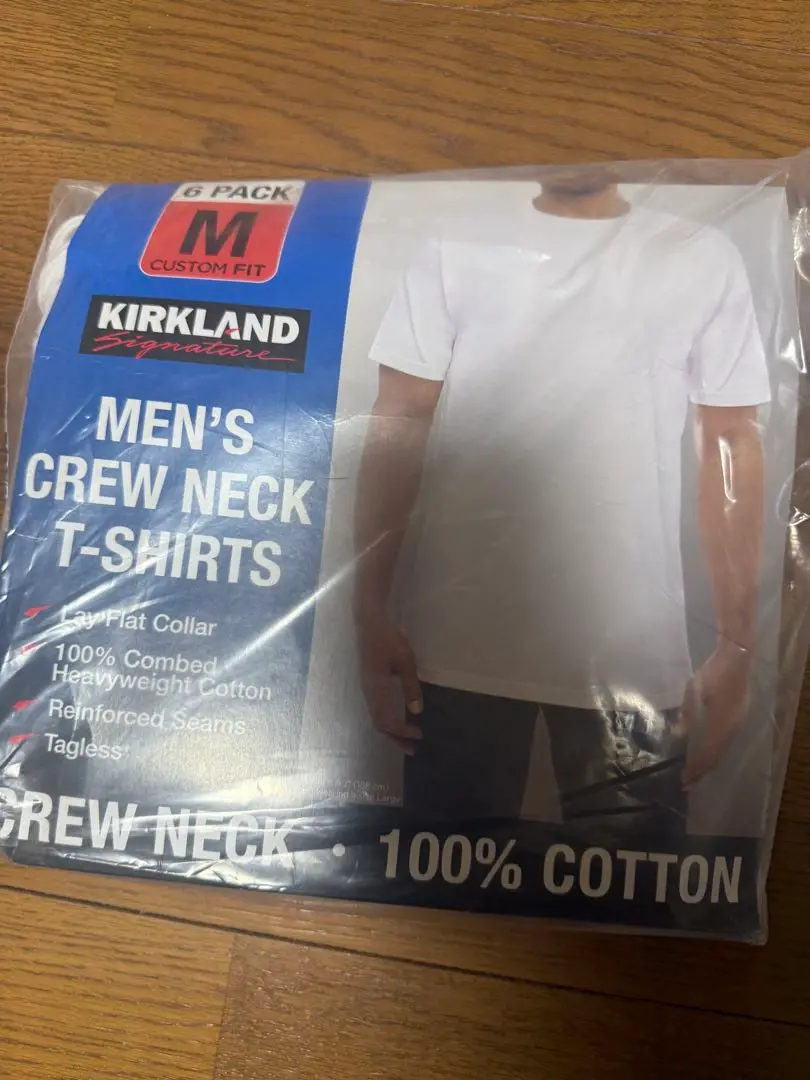 6 PACK
M
CUSTOM FIT
KIRKLAND
Signature
MEN'S
CREW NECK
T-SHIRTS
Lay Flat Collar
100% Combed
Heavyweight Cotton
Reinforced Seams
Tagless
CREW NECK • 100% COTTON